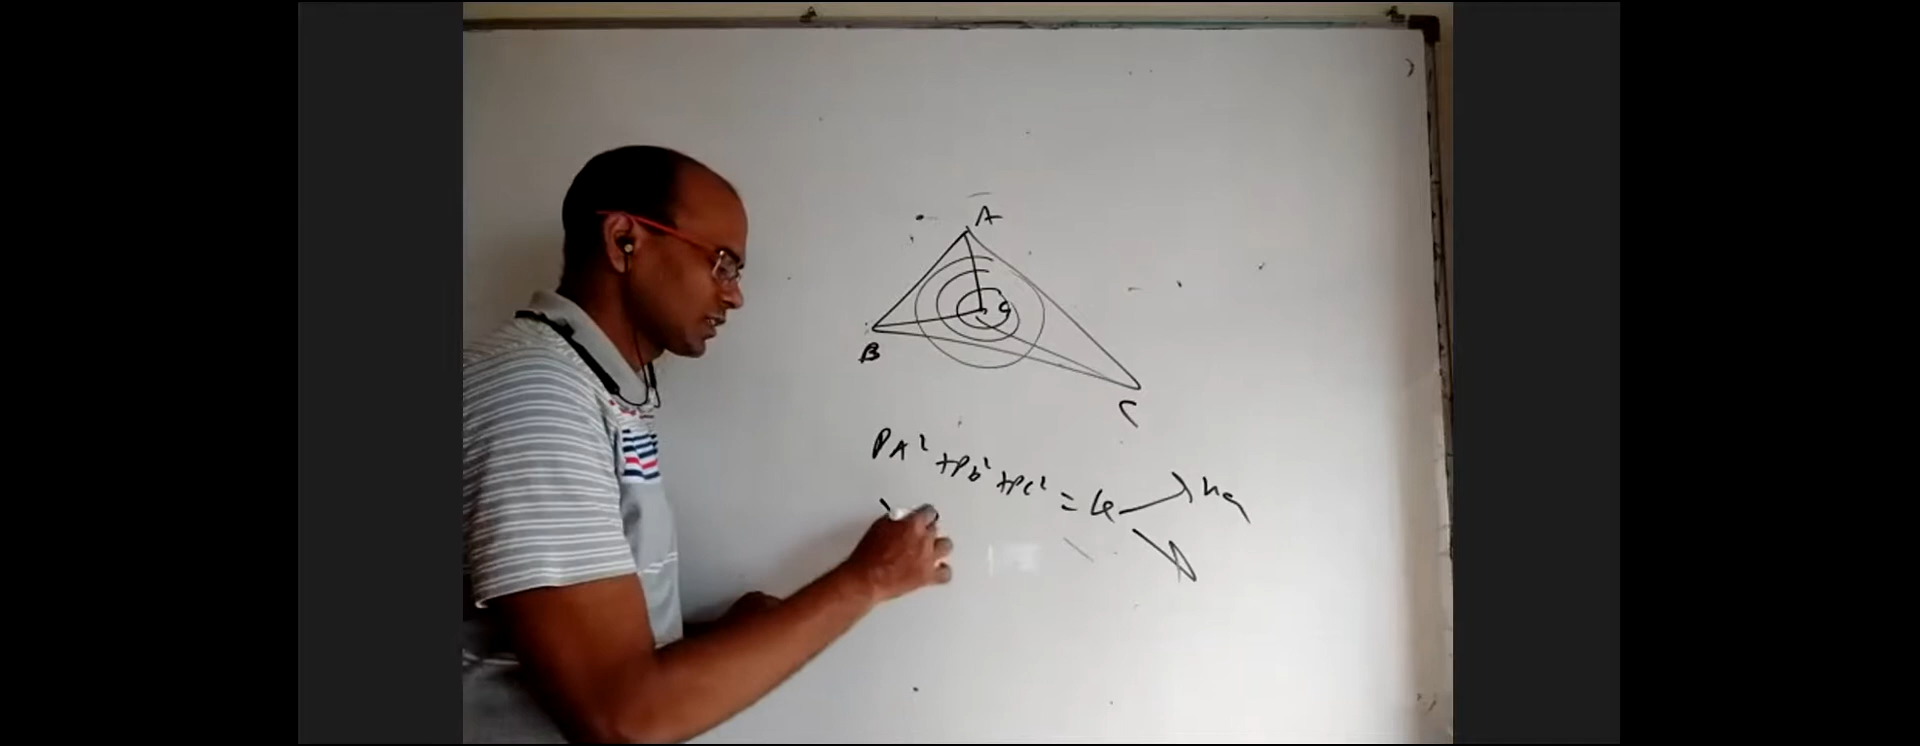 A
G
B
C
PA² + PB² + PC² =